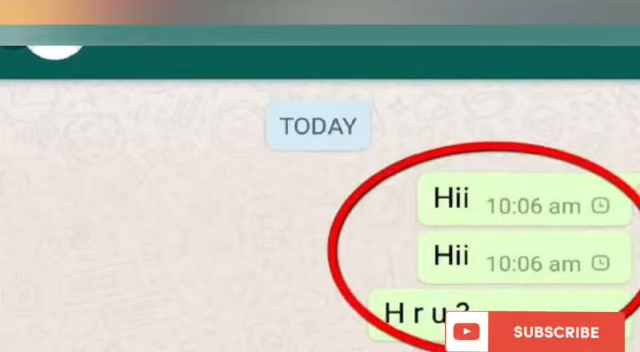 TODAY
Hii 10:06 am
Hii 10:06 am
H r u ?
SUBSCRIBE